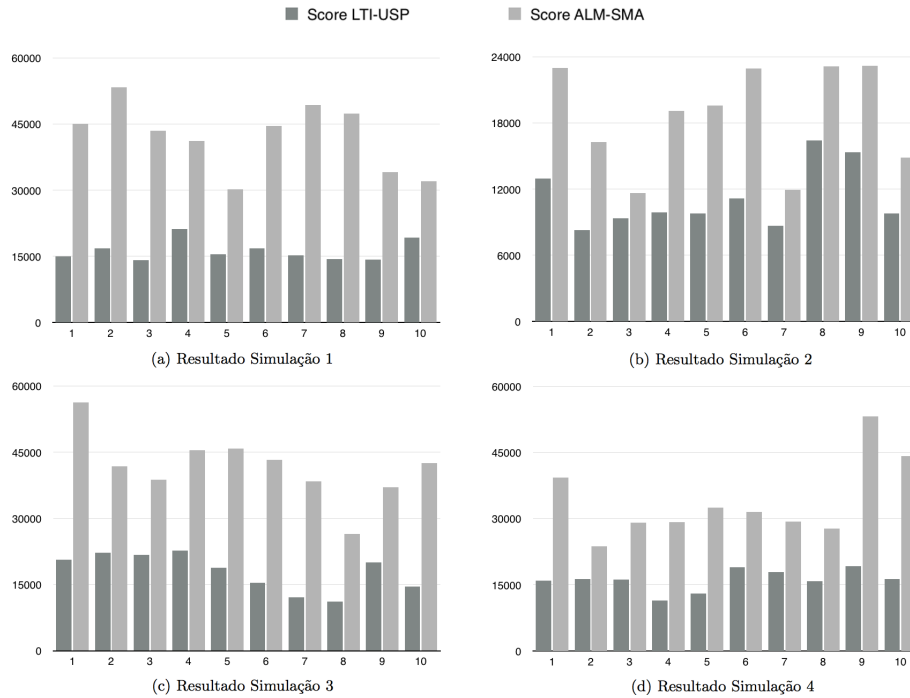 Score LTI-USP Score ALM-SMA
60000
45000
30000
15000
0
1 2 3 4 5 6 7 8 9 10
(a) Resultado Simulação 1
24000
18000
12000
6000
0
1 2 3 4 5 6 7 8 9 10
(b) Resultado Simulação 2
60000
45000
30000
15000
0
1 2 3 4 5 6 7 8 9 10
(c) Resultado Simulação 3
60000
45000
30000
15000
0
1 2 3 4 5 6 7 8 9 10
(d) Resultado Simulação 4